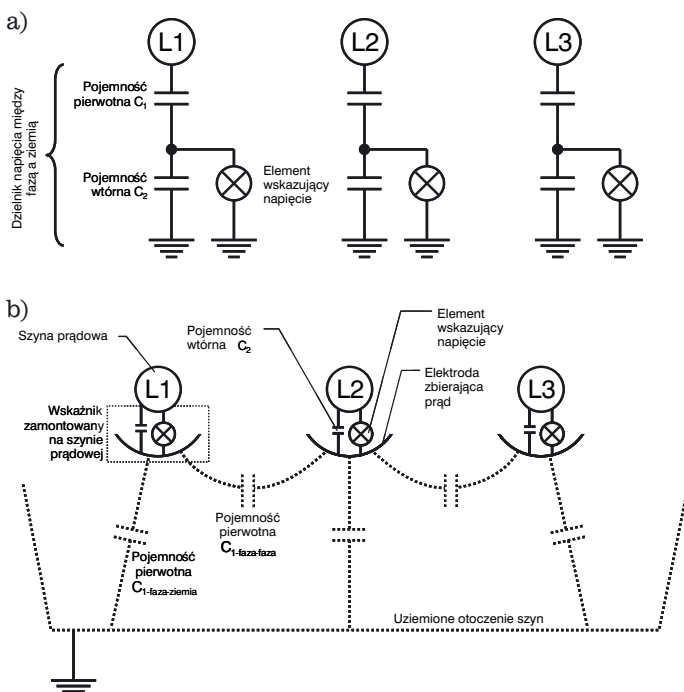 a)
L1
L2
L3
Dzielnik napięcia między
fazą a ziemią
Pojemność
pierwotna C1
Pojemność
wtórna C2
Element
wskazujący
napięcie
b)
Szyna prądowa
Pojemność
wtórna C2
Element
wskazujący
napięcie
Elektroda
zbierająca
prąd
L1
L2
L3
Wskaźnik
zamontowany
na szynie
prądowej
Pojemność
pierwotna
C1-faza-faza
Pojemność
pierwotna
C1-faza-ziemia
Uziemione otoczenie szyn